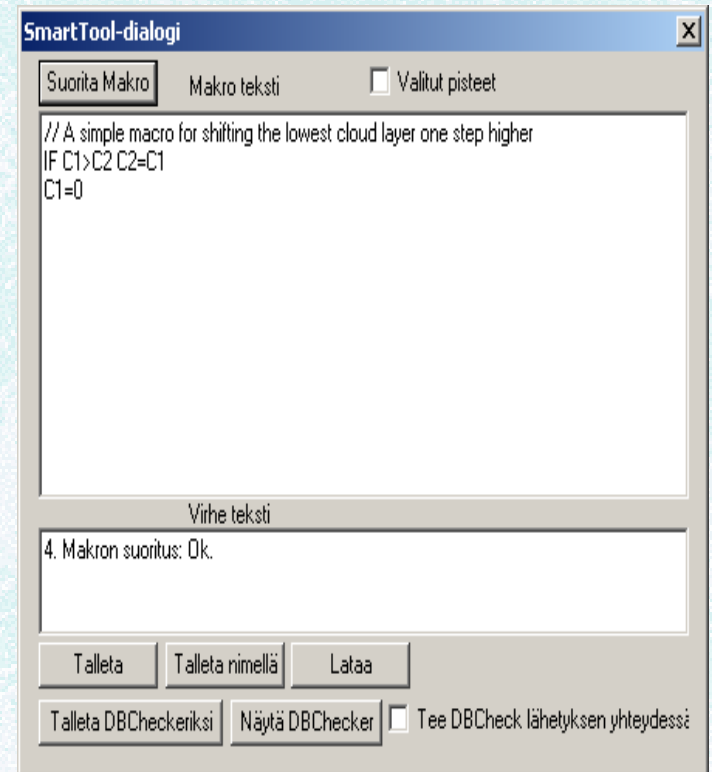 SmartTool-dialogi
Suorita Makro Makro teksti Valitut pisteet
// A simple macro for shifting the lowest cloud layer one step higher
IF C1>C2 C2=C1
C1=0
Virhe teksti
4. Makron suoritus: Ok.
Talleta Talleta nimellä Lataa
Talleta DBCheckeriksi Näytä DBChecker Tee DBCheck lähetyksen yhteydessä